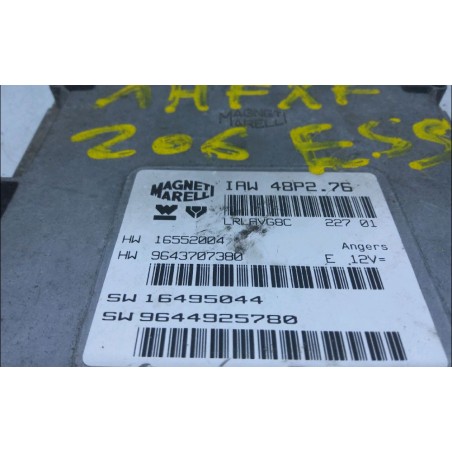 1HFXF
MAGNETI
MARELLI
206 ESS
MAGNETI
MARELLI
IAW 48P2.76
LRLAVG8C 227 01
HW 16552004 Angers
HW 9643707380 E 12V=
SW 16495044
SW 9644925780